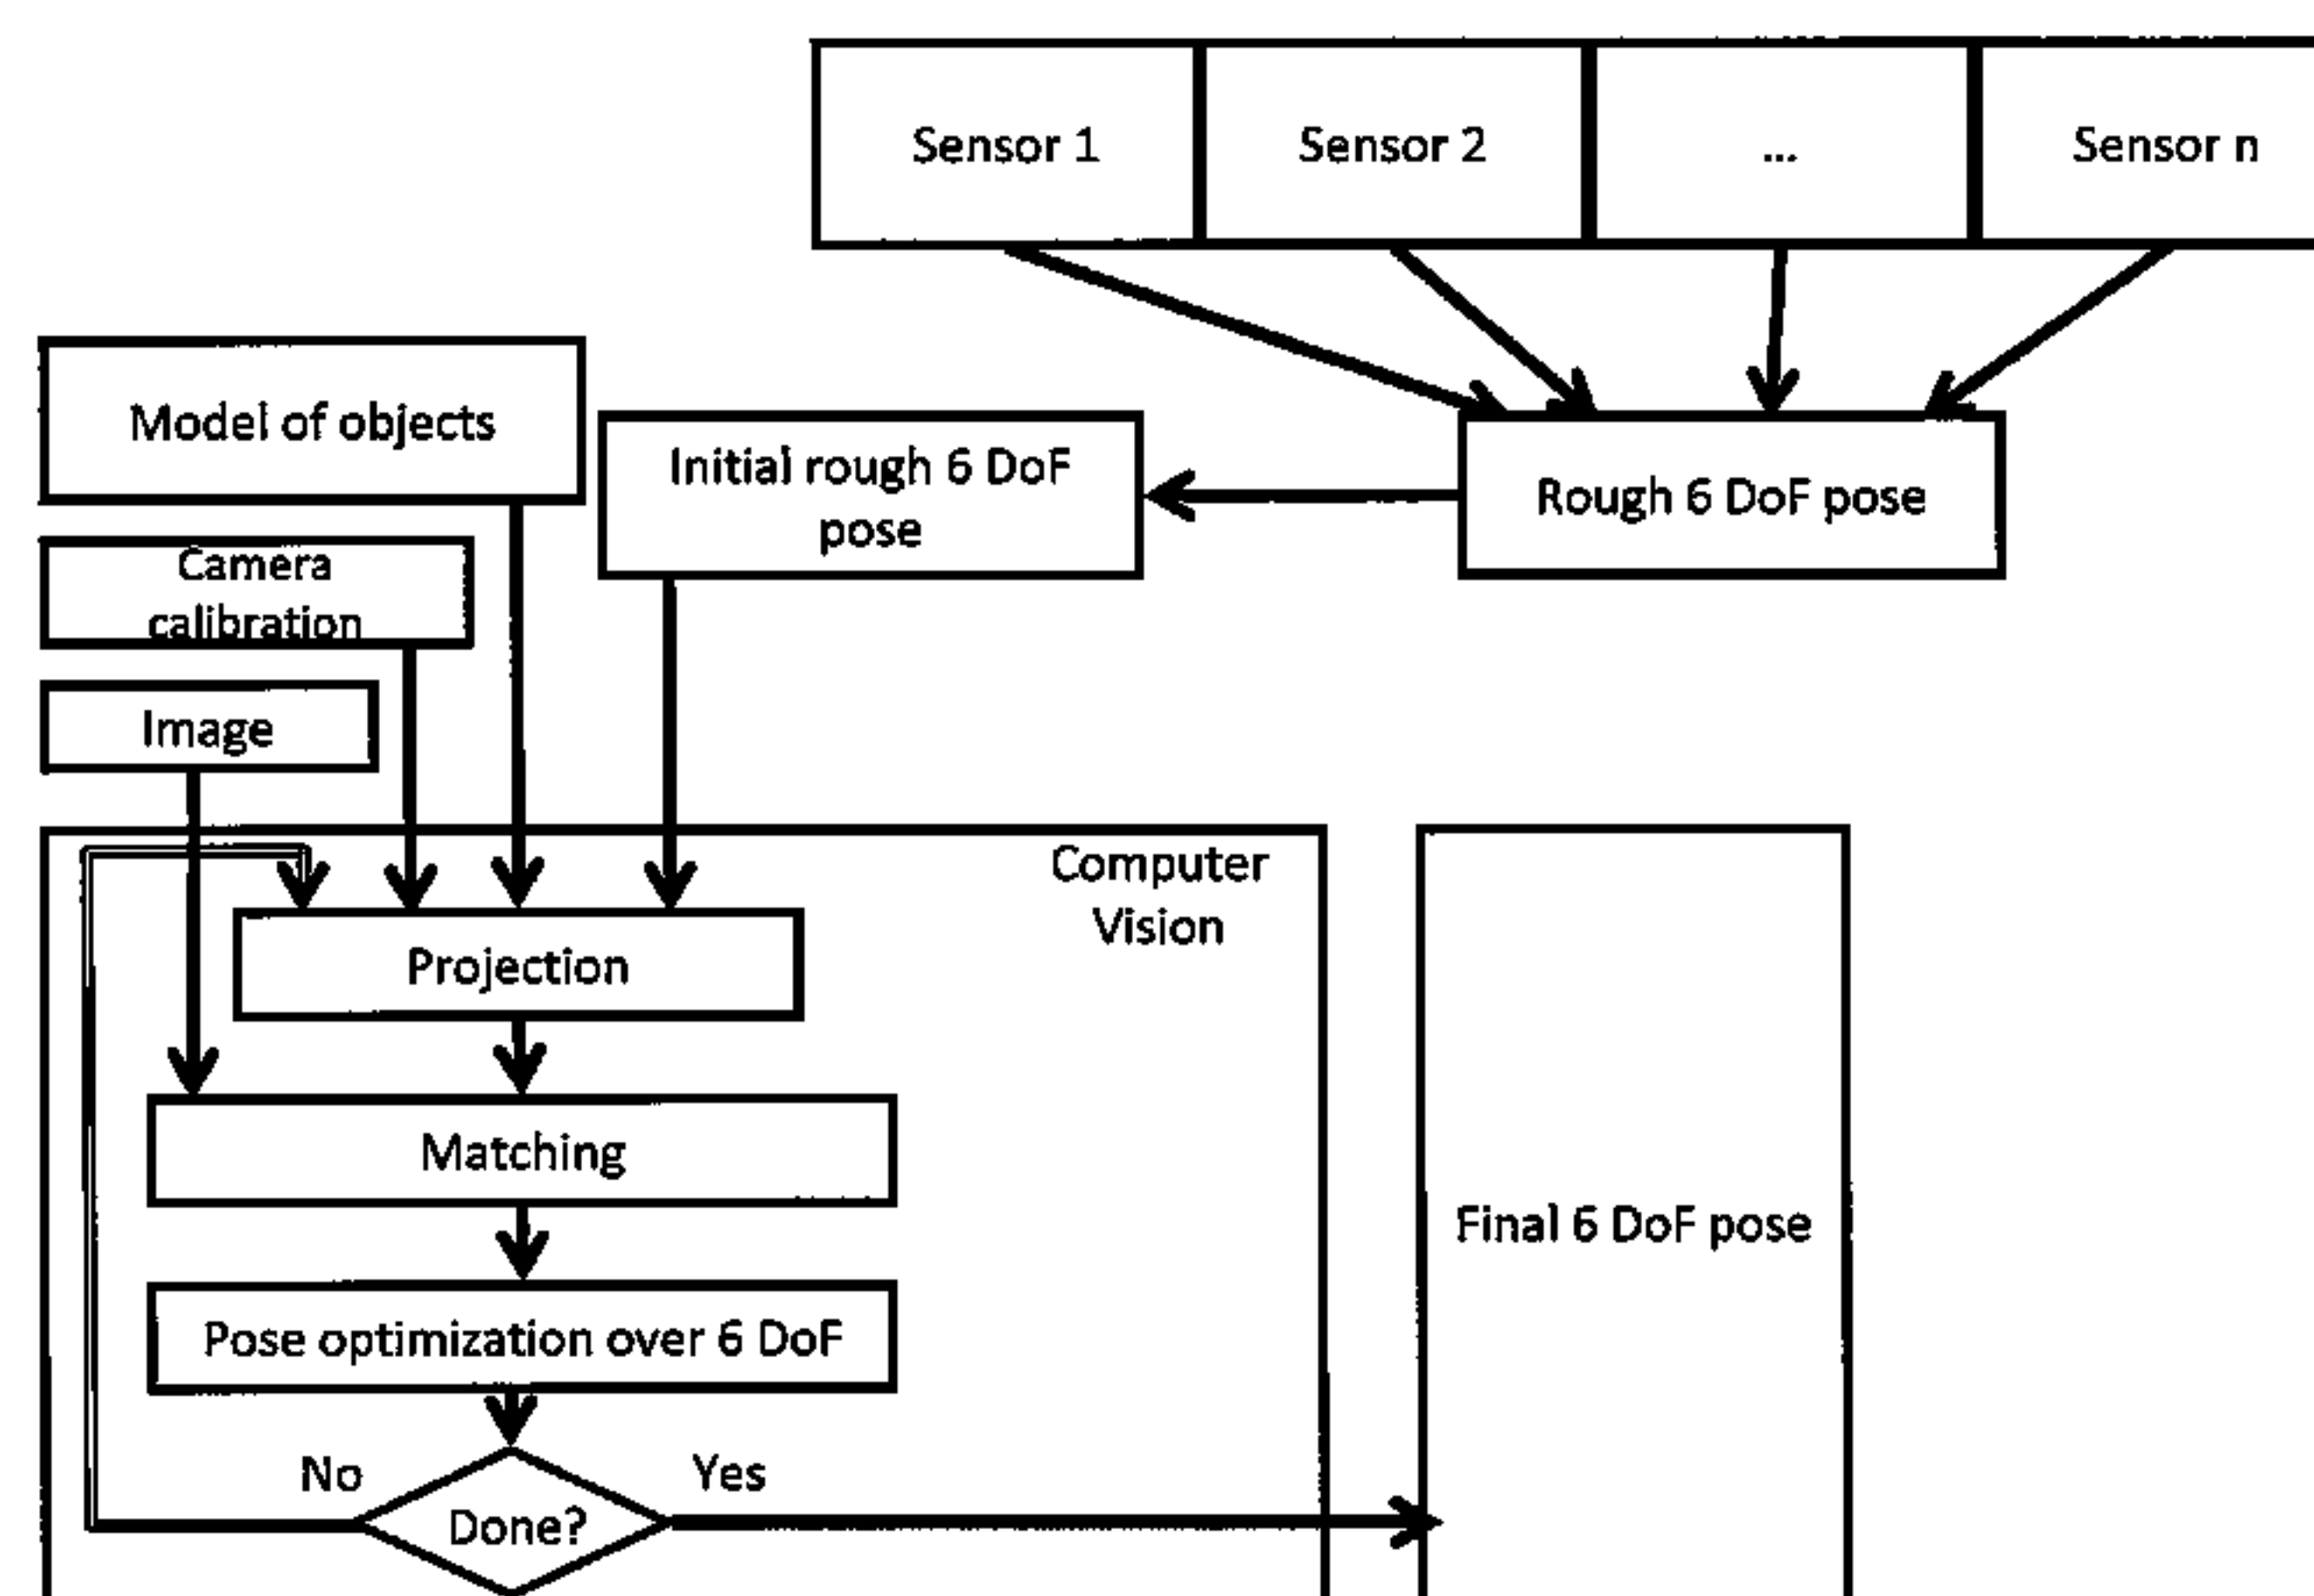 Sensor 1
Sensor 2
...
Sensor n
Model of objects
Initial rough 6 DoF
pose
Rough 6 DoF pose
Camera
calibration
Image
Computer
Vision
Projection
Matching
Final 6 DoF pose
Pose optimization over 6 DoF
No
Yes
Done?